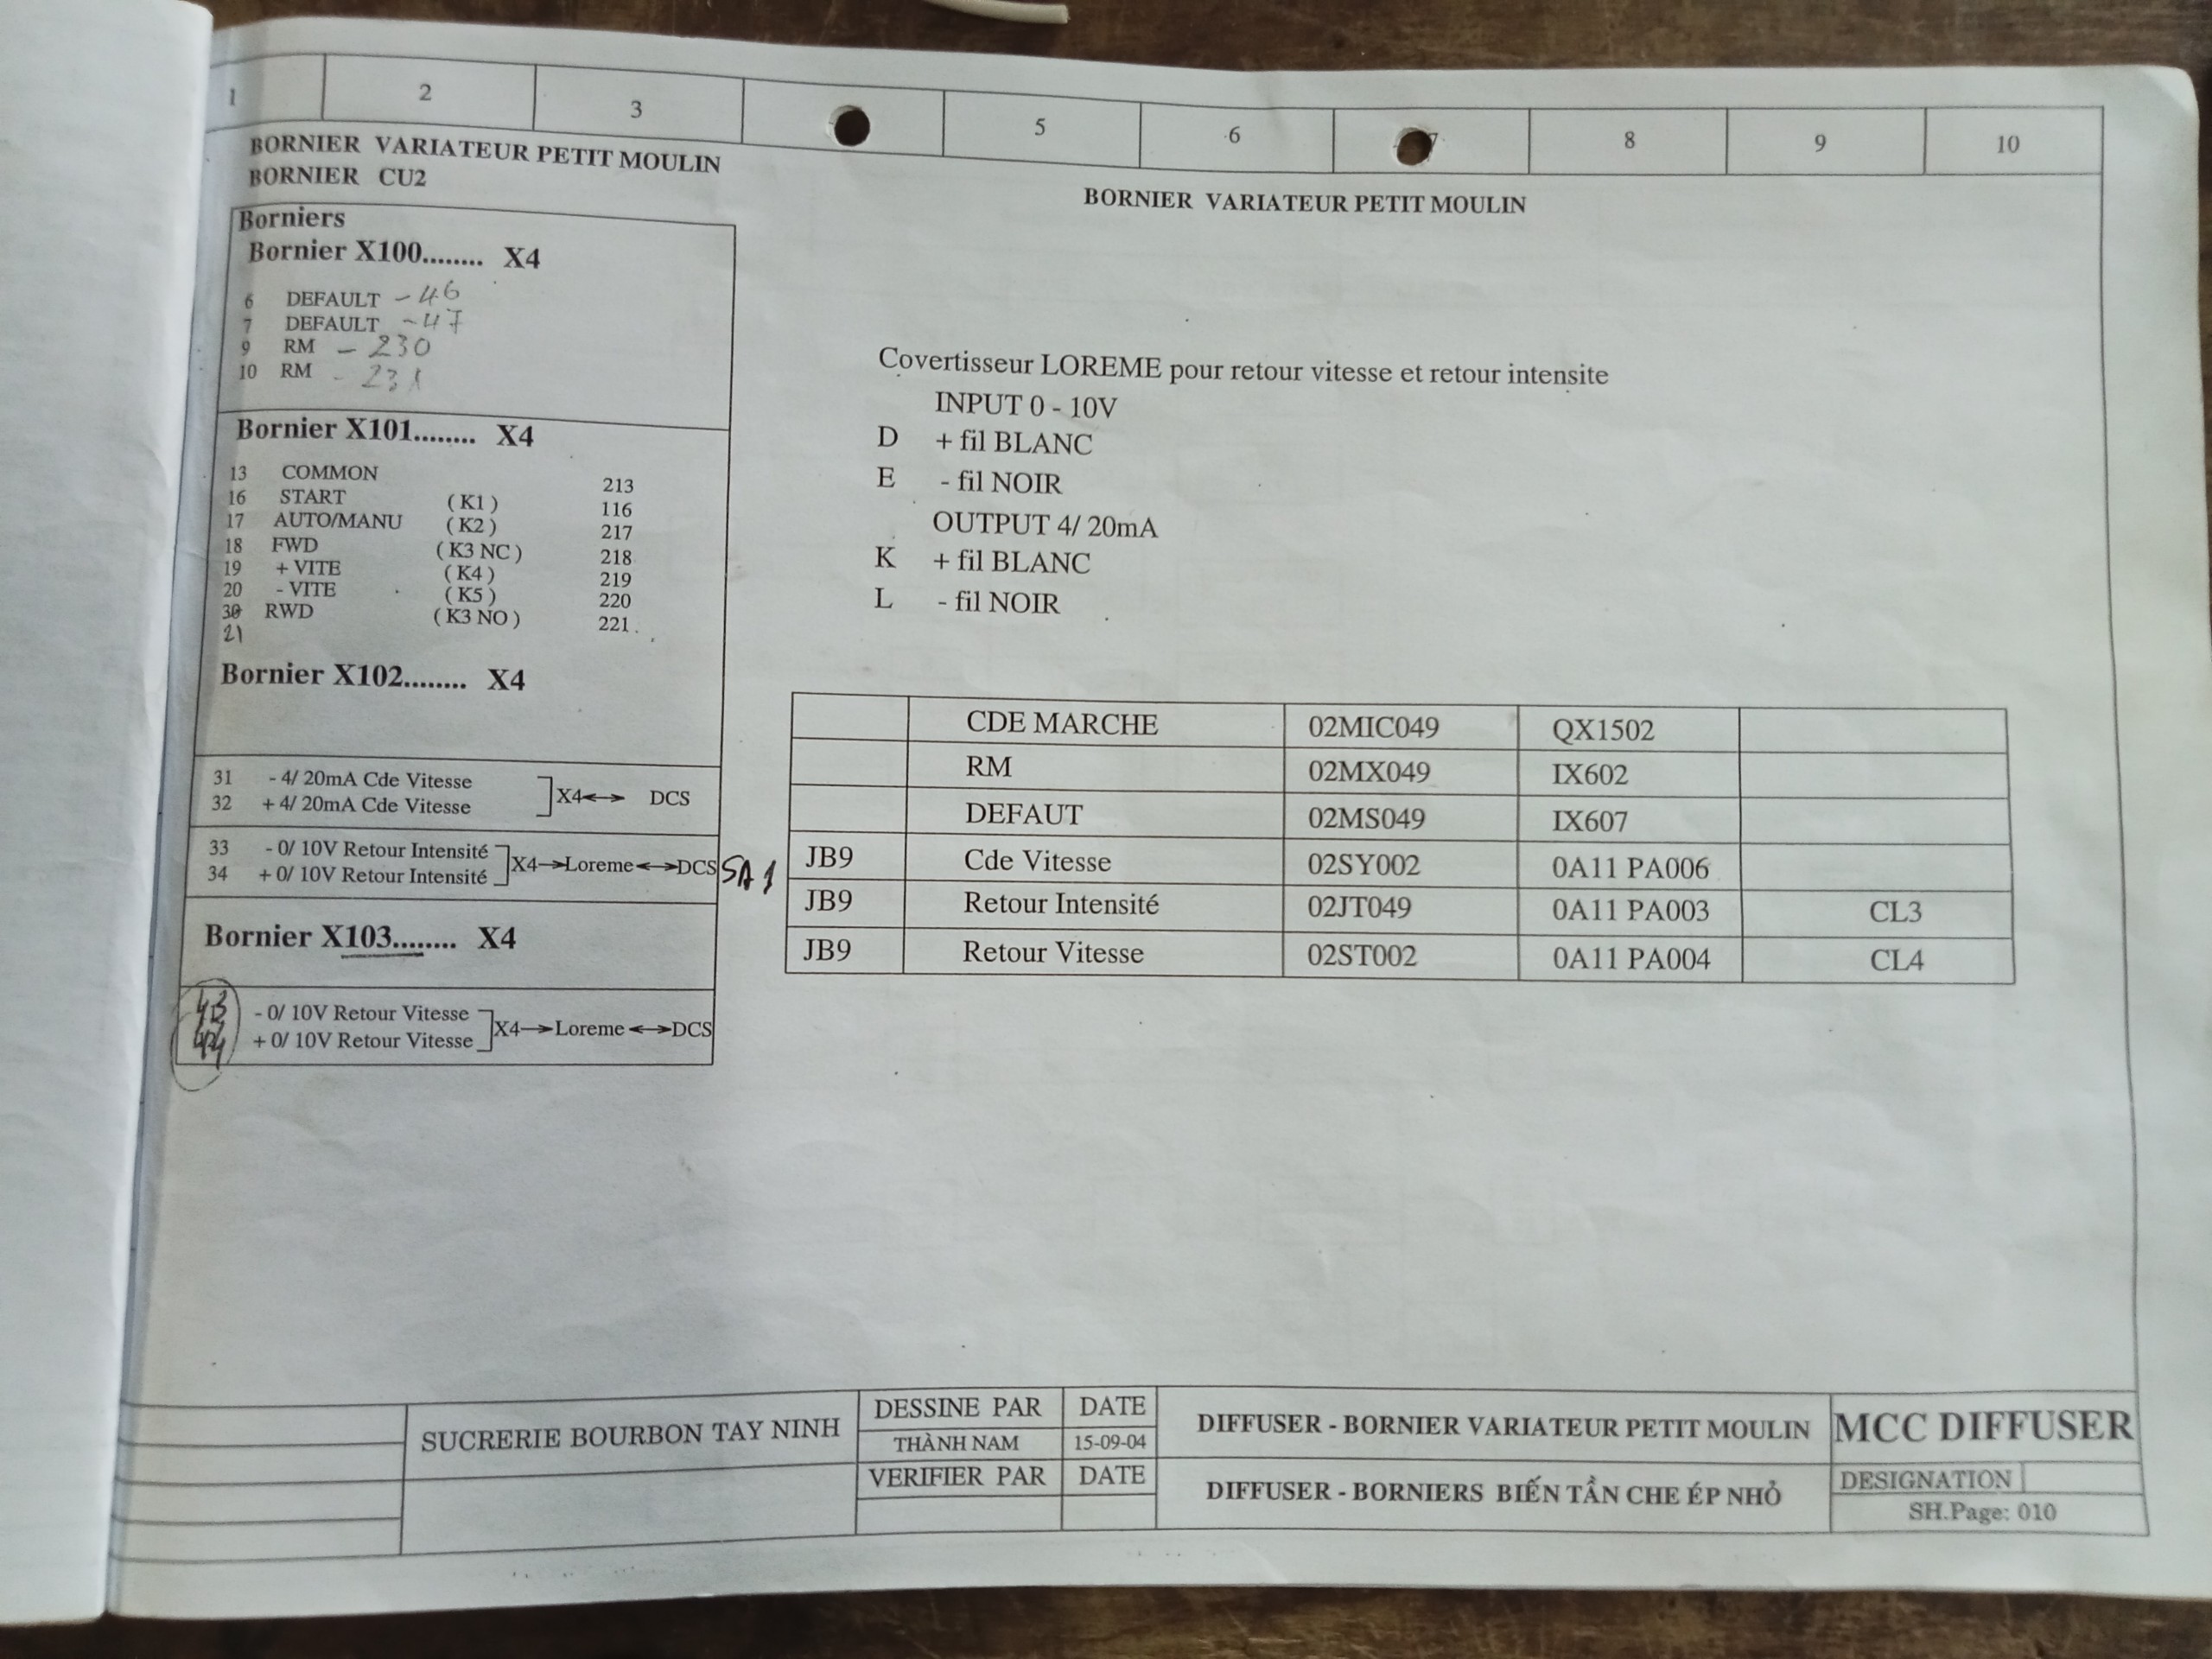 1 2 3 5 6 7 8 9 10
BORNIER VARIATEUR PETIT MOULIN
BORNIER CU2
Borniers
Bornier X100........ X4
6 DEFAULT - 46
7 DEFAULT - 47
9 RM - 230
10 RM - 231
Bornier X101........ X4
13 COMMON 213
16 START ( K1 ) 116
17 AUTO/MANU ( K2 ) 217
18 FWD ( K3 NC ) 218
19 + VITE ( K4 ) 219
20 - VITE ( K5 ) 220
30 RWD ( K3 NO ) 221
21
Bornier X102........ X4
31 - 4/ 20mA Cde Vitesse
32 + 4/ 20mA Cde Vitesse
X4<-> DCS
33 - 0/ 10V Retour Intensité
34 + 0/ 10V Retour Intensité
X4->Loreme<->DCS SA1
Bornier X103........ X4
43 - 0/ 10V Retour Vitesse
44 + 0/ 10V Retour Vitesse
X4->Loreme<->DCS
BORNIER VARIATEUR PETIT MOULIN
Covertisseur LOREME pour retour vitesse et retour intensite
INPUT 0 - 10V
D + fil BLANC
E - fil NOIR
OUTPUT 4/ 20mA
K + fil BLANC
L - fil NOIR
CDE MARCHE 02MIC049 QX1502
RM 02MX049 IX602
DEFAUT 02MS049 IX607
JB9 Cde Vitesse 02SY002 0A11 PA006
JB9 Retour Intensité 02JT049 0A11 PA003 CL3
JB9 Retour Vitesse 02ST002 0A11 PA004 CL4
SUCRERIE BOURBON TAY NINH
DESSINE PAR DATE
THÀNH NAM 15-09-04
VERIFIER PAR DATE
DIFFUSER - BORNIER VARIATEUR PETIT MOULIN
DIFFUSER - BORNIERS BIẾN TẦN CHE ÉP NHỎ
MCC DIFFUSER
DESIGNATION
SH.Page: 010